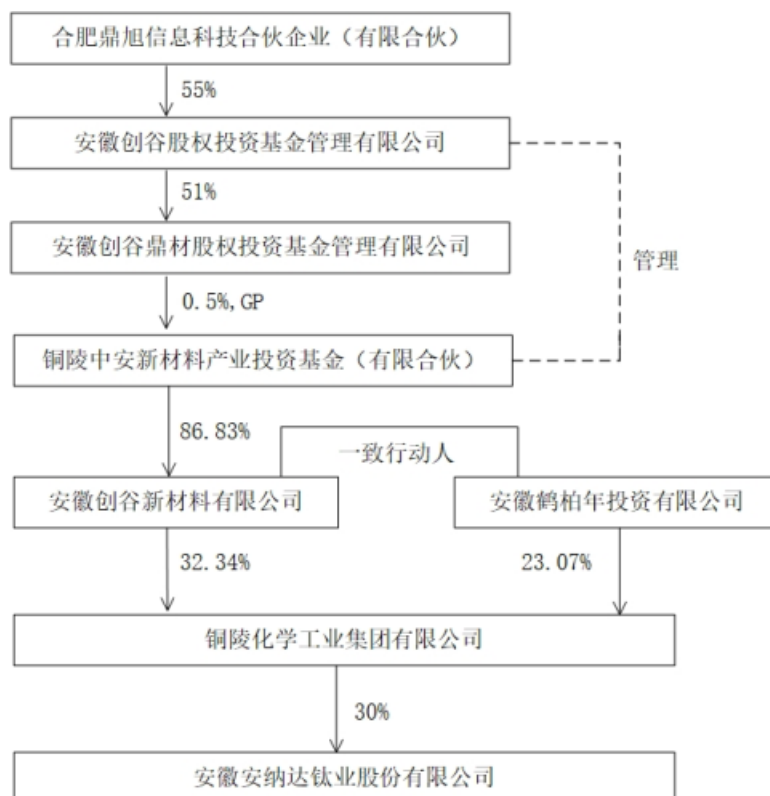 合肥鼎旭信息科技合伙企业（有限合伙）
55%
安徽创谷股权投资基金管理有限公司
51%
安徽创谷鼎材股权投资基金管理有限公司
管理
0.5%,GP
铜陵中安新材料产业投资基金（有限合伙）
86.83%
一致行动人
安徽创谷新材料有限公司
安徽鹤柏年投资有限公司
32.34%
23.07%
铜陵化学工业集团有限公司
30%
安徽安纳达钛业股份有限公司